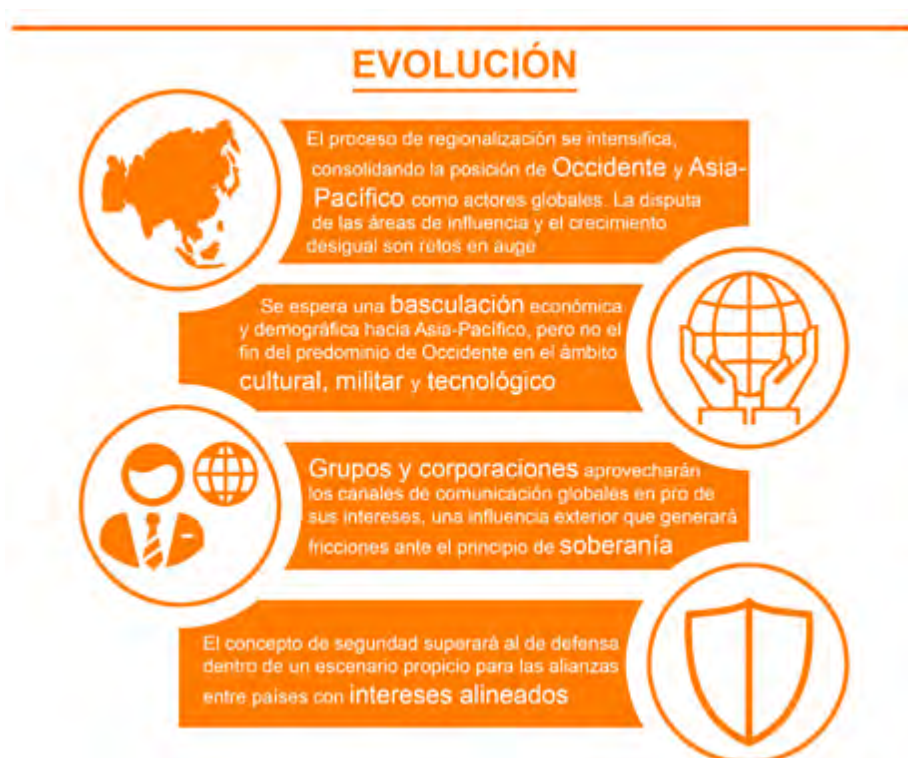 EVOLUCIÓN
El proceso de regionalización se intensifica,
consolidando la posición de Occidente y Asia-
Pacífico como actores globales. La disputa
de las áreas de influencia y el crecimiento
desigual son retos en auge
Se espera una basculación económica
y demográfica hacia Asia-Pacífico, pero no el
fin del predominio de Occidente en el ámbito
cultural, militar y tecnológico
Grupos y corporaciones aprovecharán
los canales de comunicación globales en pro de
sus intereses, una influencia exterior que generará
fricciones ante el principio de soberanía
El concepto de seguridad superará al de defensa
dentro de un escenario propicio para las alianzas
entre países con intereses alineados